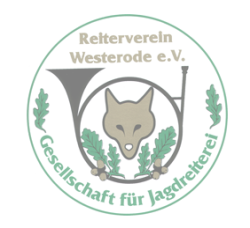 Reiterverein
Westerode e.V.
Gesellschaft für Jagdreiterei